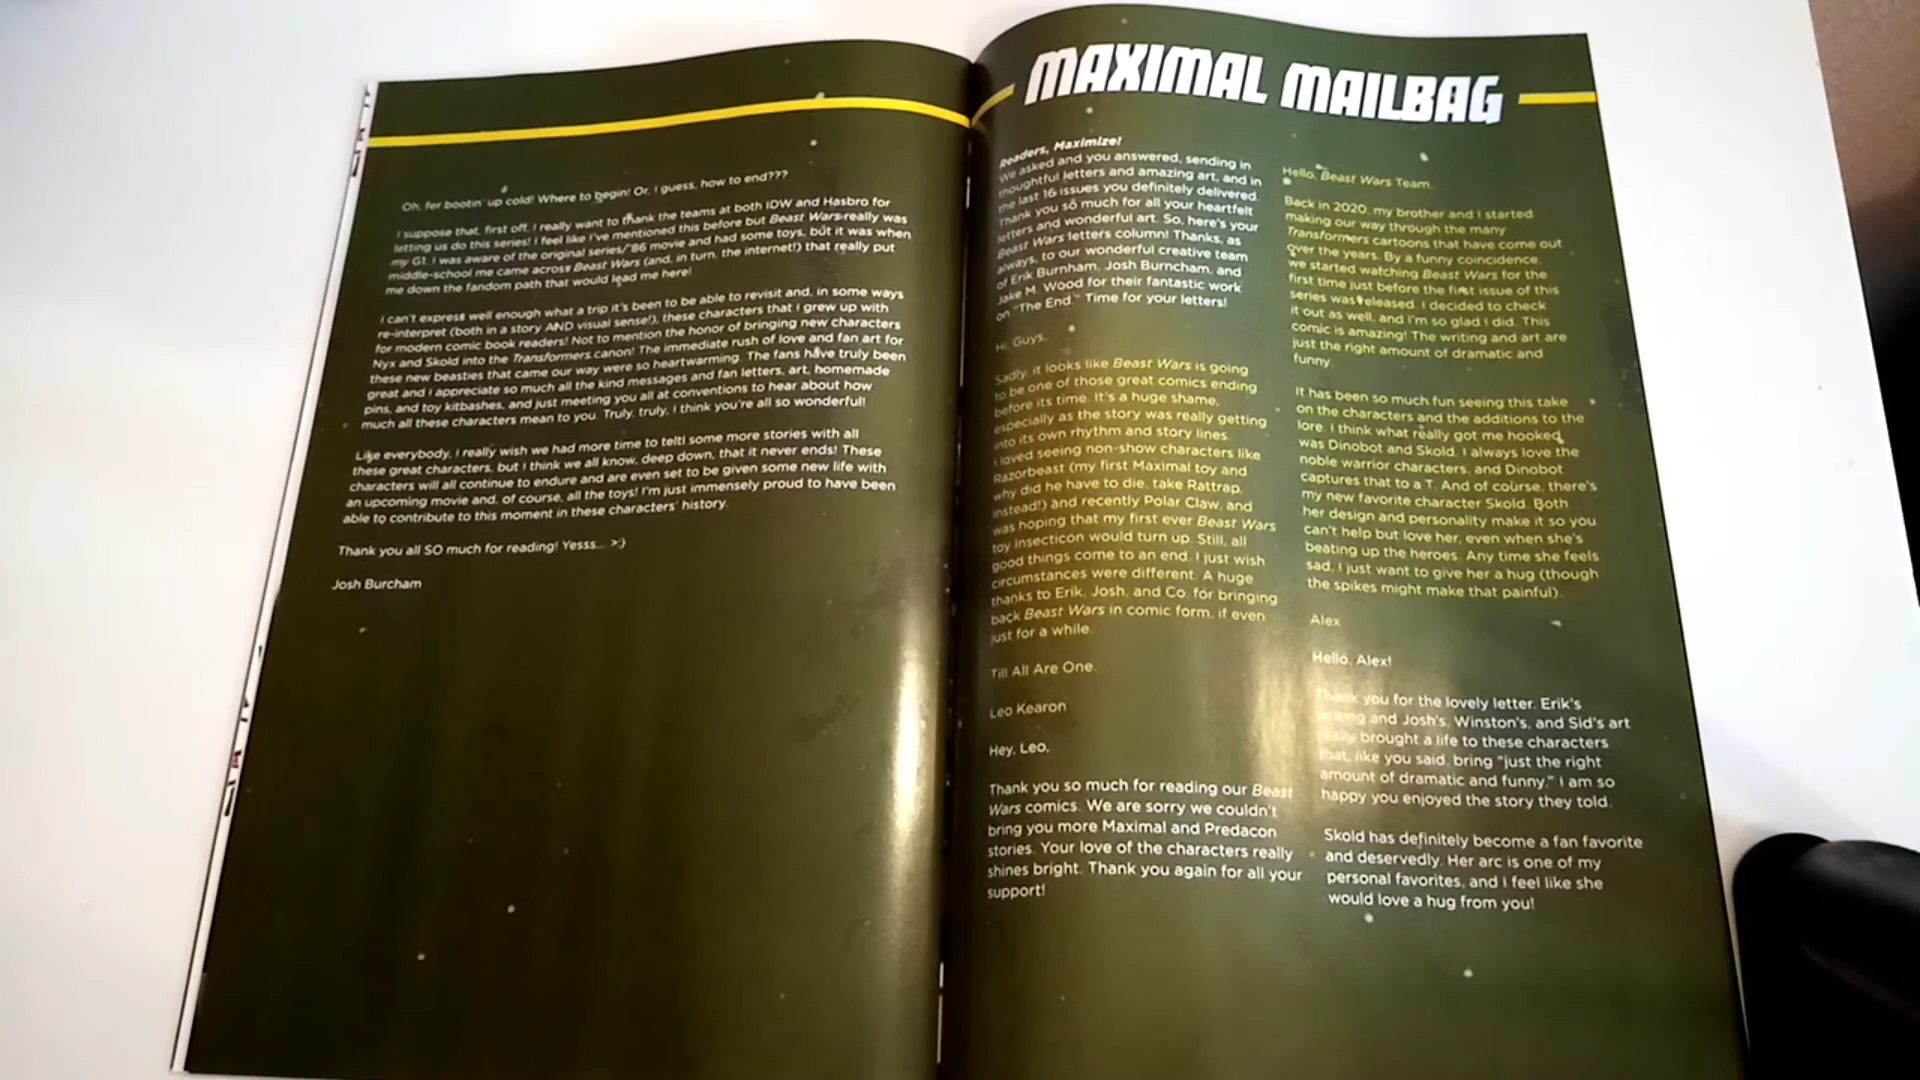 Oh, fer bootin' up cold! Where to begin! Or, I guess, how to end???
I suppose that, first off, I really want to thank the teams at both IDW and Hasbro for
letting us do this series! I feel like I've mentioned this before but Beast Wars really was
my G1. I was aware of the original series/'86 movie and had some toys, but it was when
middle-school me came across Beast Wars (and, in turn, the internet!) that really put
me down the fandom path that would lead me here!
I can't express well enough what a trip it's been to be able to revisit and, in some ways
re-interpret (both in a story AND visual sense!), these characters that I grew up with
for modern comic book readers! Not to mention the honor of bringing new characters
Nyx and Skold into the Transformers canon! The immediate rush of love and fan art for
these new beasties that came our way were so heartwarming. The fans have truly been
great and I appreciate so much all the kind messages and fan letters, art, homemade
pins, and toy kitbashes, and just meeting you all at conventions to hear about how
much all these characters mean to you. Truly, truly, I think you're all so wonderful!
Like everybody, I really wish we had more time to tellI some more stories with all
these great characters, but I think we all know, deep down, that it never ends! These
characters will all continue to endure and are even set to be given some new life with
an upcoming movie and, of course, all the toys! I'm just immensely proud to have been
able to contribute to this moment in these characters' history.
Thank you all SO much for reading! Yesss... >:)
Josh Burcham
MAXIMAL MAILBAG
Readers, Maximize!
We asked and you answered, sending in
thoughtful letters and amazing art, and in
the last 16 issues you definitely delivered.
Thank you so much for all your heartfelt
letters and wonderful art. So, here's your
Beast Wars letters column! Thanks, as
always, to our wonderful creative team
of Erik Burnham, Josh Burncham, and
Jake M. Wood for their fantastic work
on "The End." Time for your letters!
Hi, Guys,
Sadly, it looks like Beast Wars is going
to be one of those great comics ending
before its time. It's a huge shame,
especially as the story was really getting
into its own rhythm and story lines.
I loved seeing non-show characters like
Razorbeast (my first Maximal toy and
why did he have to die, take Rattrap
instead!) and recently Polar Claw, and
was hoping that my first ever Beast Wars
toy Insecticon would turn up. Still, all
good things come to an end. I just wish
circumstances were different. A huge
thanks to Erik, Josh, and Co. for bringing
back Beast Wars in comic form, if even
just for a while.
Till All Are One.
Leo Kearon
Hey, Leo,
Thank you so much for reading our Beast
Wars comics. We are sorry we couldn't
bring you more Maximal and Predacon
stories. Your love of the characters really
shines bright. Thank you again for all your
support!
Hello, Beast Wars Team,
Back in 2020, my brother and I started
making our way through the many
Transformers cartoons that have come out
over the years. By a funny coincidence,
we started watching Beast Wars for the
first time just before the first issue of this
series was released. I decided to check
it out as well, and I'm so glad I did. This
comic is amazing! The writing and art are
just the right amount of dramatic and
funny.
It has been so much fun seeing this take
on the characters and the additions to the
lore. I think what really got me hooked
was Dinobot and Skold. I always love the
noble warrior characters, and Dinobot
captures that to a T. And of course, there's
my new favorite character Skold. Both
her design and personality make it so you
can't help but love her, even when she's
beating up the heroes. Any time she feels
sad, I just want to give her a hug (though
the spikes might make that painful).
Alex
Hello, Alex!
Thank you for the lovely letter. Erik's
writing and Josh's, Winston's, and Sid's art
really brought a life to these characters
that, like you said, bring "just the right
amount of dramatic and funny." I am so
happy you enjoyed the story they told.
Skold has definitely become a fan favorite
and deservedly. Her arc is one of my
personal favorites, and I feel like she
would love a hug from you!